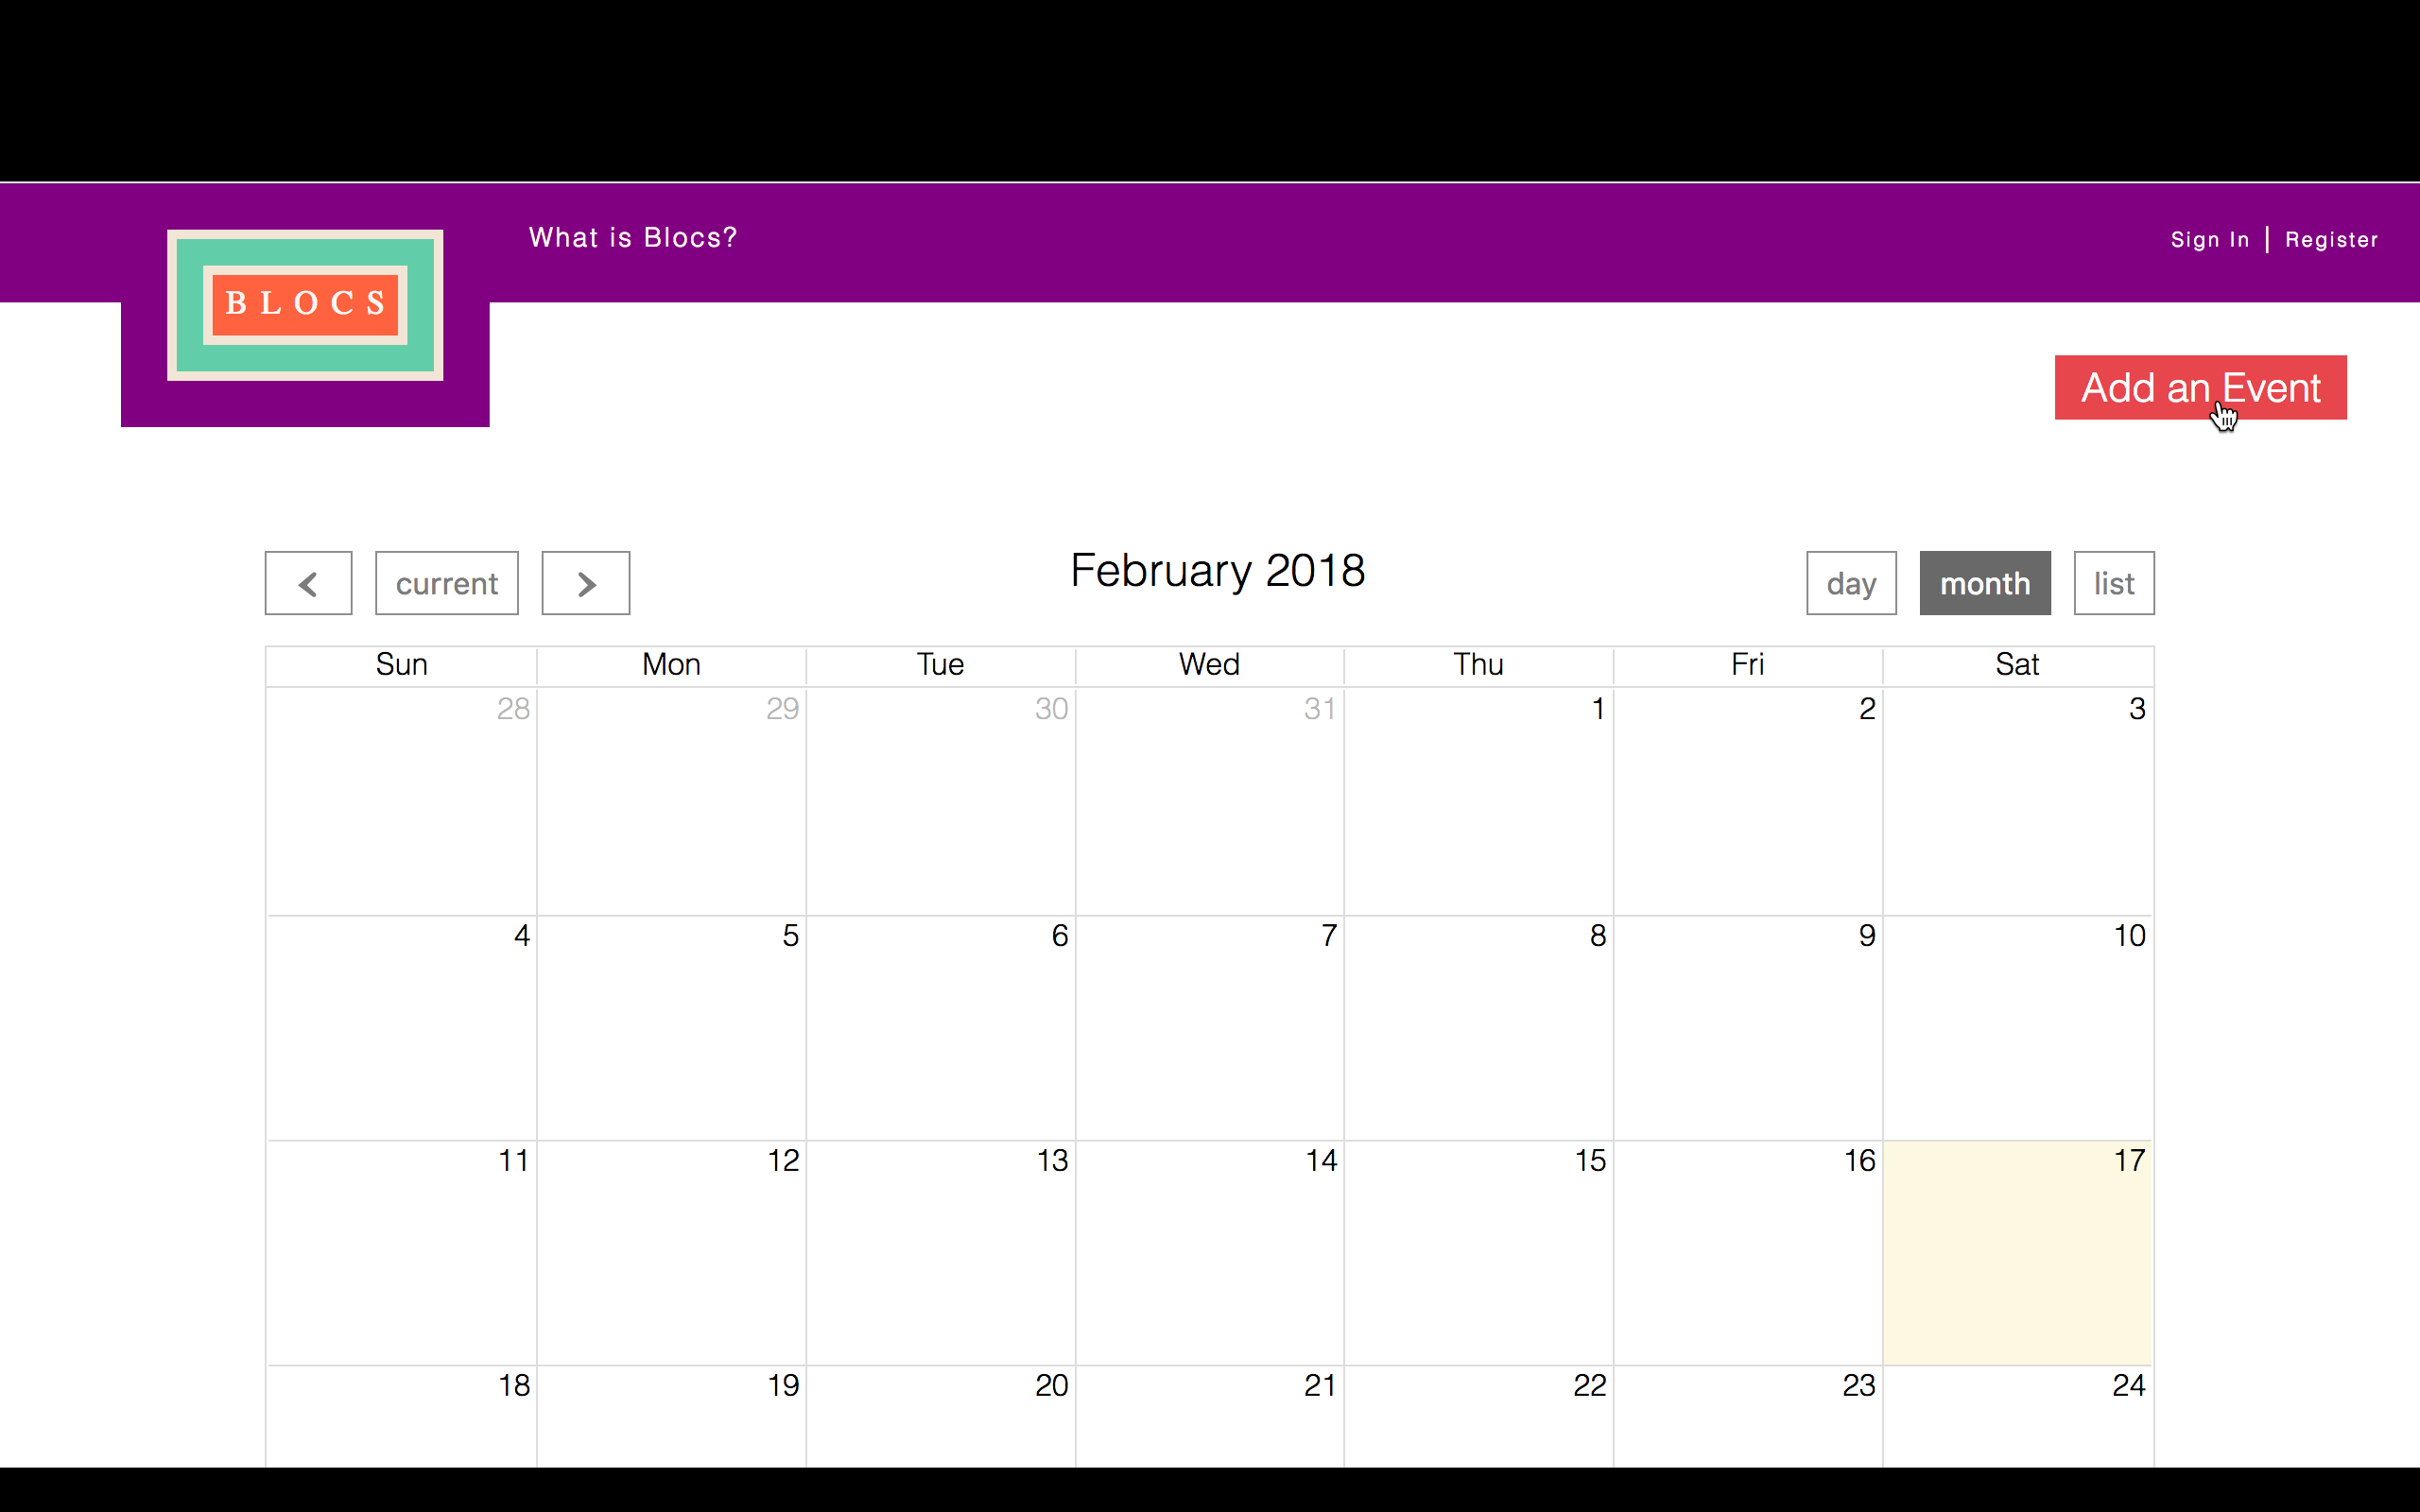 What is Blocs?
Sign In | Register
BLOCS
Add an Event
< current >
February 2018
day month list
Sun Mon Tue Wed Thu Fri Sat
28 29 30 31 1 2 3
4 5 6 7 8 9 10
11 12 13 14 15 16 17
18 19 20 21 22 23 24